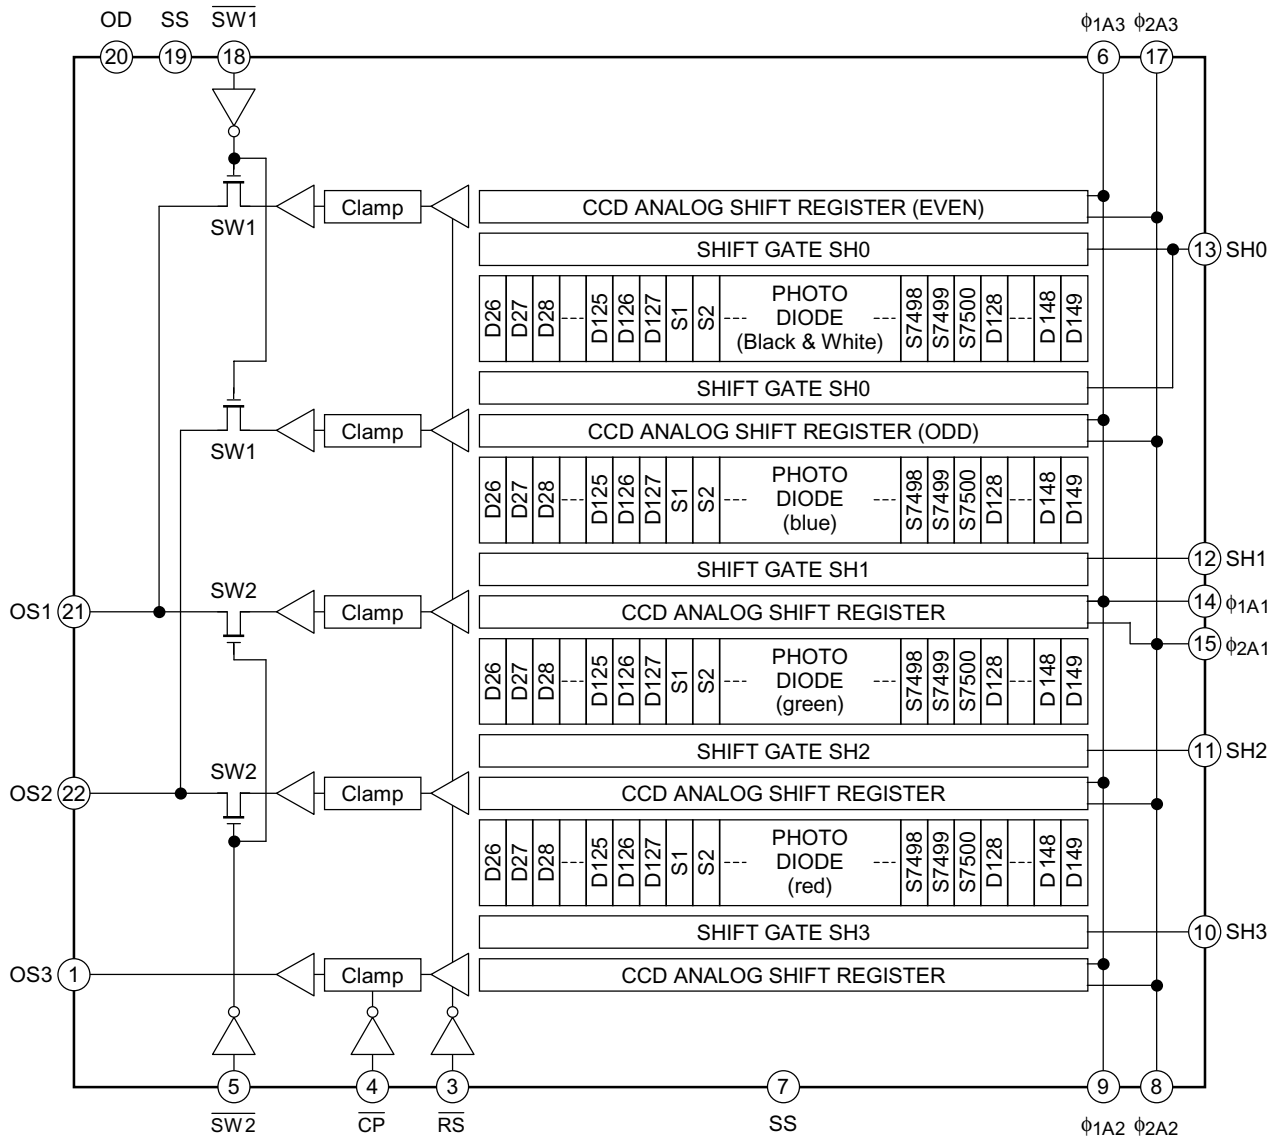 OD SS SW1 ϕ1A3 ϕ2A3
20 19 18 6 17
SW1 Clamp CCD ANALOG SHIFT REGISTER (EVEN)
SHIFT GATE SH0 13 SH0
D26 D27 D28 ---- D125 D126 D127 S1 S2 --- PHOTO DIODE (Black & White) --- S7498 S7499 S7500 D128 ---- D148 D149
SHIFT GATE SH0
SW1 Clamp CCD ANALOG SHIFT REGISTER (ODD)
D26 D27 D28 ---- D125 D126 D127 S1 S2 --- PHOTO DIODE (blue) --- S7498 S7499 S7500 D128 ---- D148 D149
SHIFT GATE SH1 12 SH1
OS1 21 SW2 Clamp CCD ANALOG SHIFT REGISTER 14 ϕ1A1
15 ϕ2A1
D26 D27 D28 ---- D125 D126 D127 S1 S2 --- PHOTO DIODE (green) --- S7498 S7499 S7500 D128 ---- D148 D149
SHIFT GATE SH2 11 SH2
OS2 22 SW2 Clamp CCD ANALOG SHIFT REGISTER
D26 D27 D28 ---- D125 D126 D127 S1 S2 --- PHOTO DIODE (red) --- S7498 S7499 S7500 D128 ---- D148 D149
SHIFT GATE SH3 10 SH3
OS3 1 Clamp CCD ANALOG SHIFT REGISTER
5 4 3 7 9 8
SW2 CP RS SS ϕ1A2 ϕ2A2